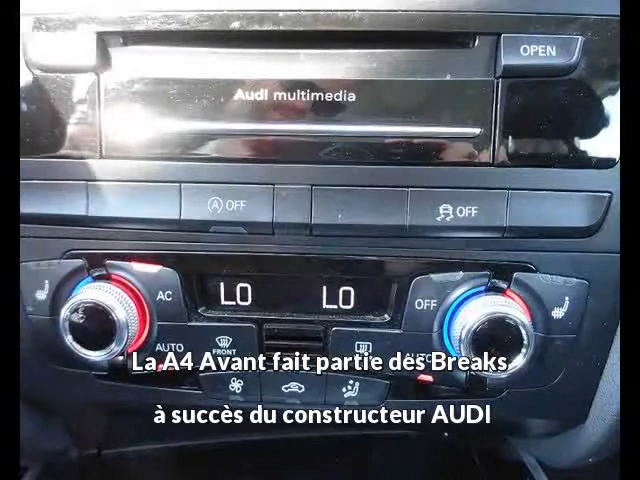 OPEN
Audi multimedia
A OFF
OFF
AC
LO
LO
OFF
AUTO
FRONT
AUTO
La A4 Avant fait partie des Breaks
à succès du constructeur AUDI